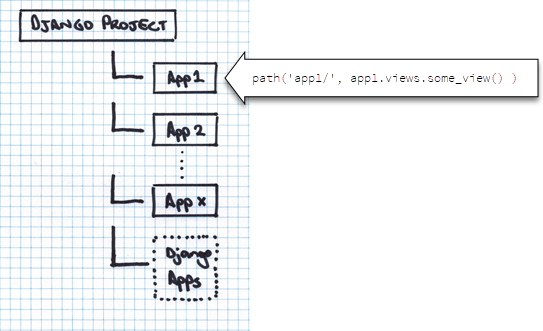 DJANGO PROJECT
App 1
path('app1/', app1.views.some_view() )
App 2
App x
Django
Apps